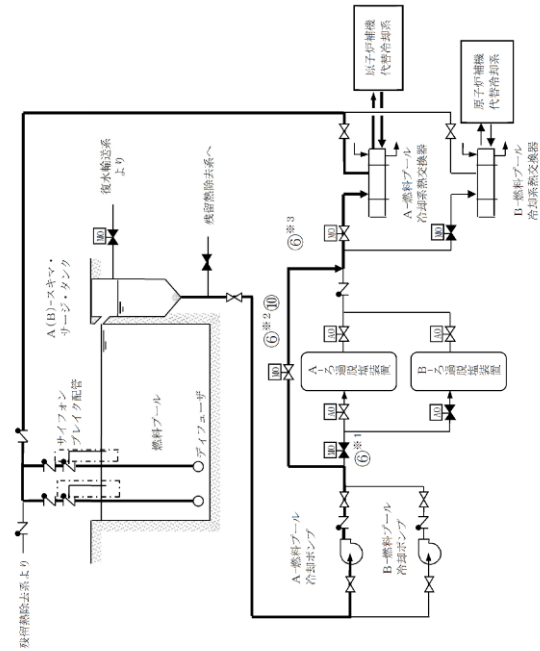 残留熱除去系より
サイフォン
ブレイク配管
燃料プール
ディフューザ
A(B)-スキマ・
サージ・タンク
MO
復水輸送系
より
残留熱除去系へ
A-燃料プール
冷却ポンプ
B-燃料プール
冷却ポンプ
MO
⑥※1
MO
⑥※2⑩
AO
AO
A-ろ過脱塩装置
AO
AO
B-ろ過脱塩装置
MO
⑥※3
MO
A-燃料プール
冷却系熱交換器
B-燃料プール
冷却系熱交換器
原子炉補機
代替冷却系
原子炉補機
代替冷却系